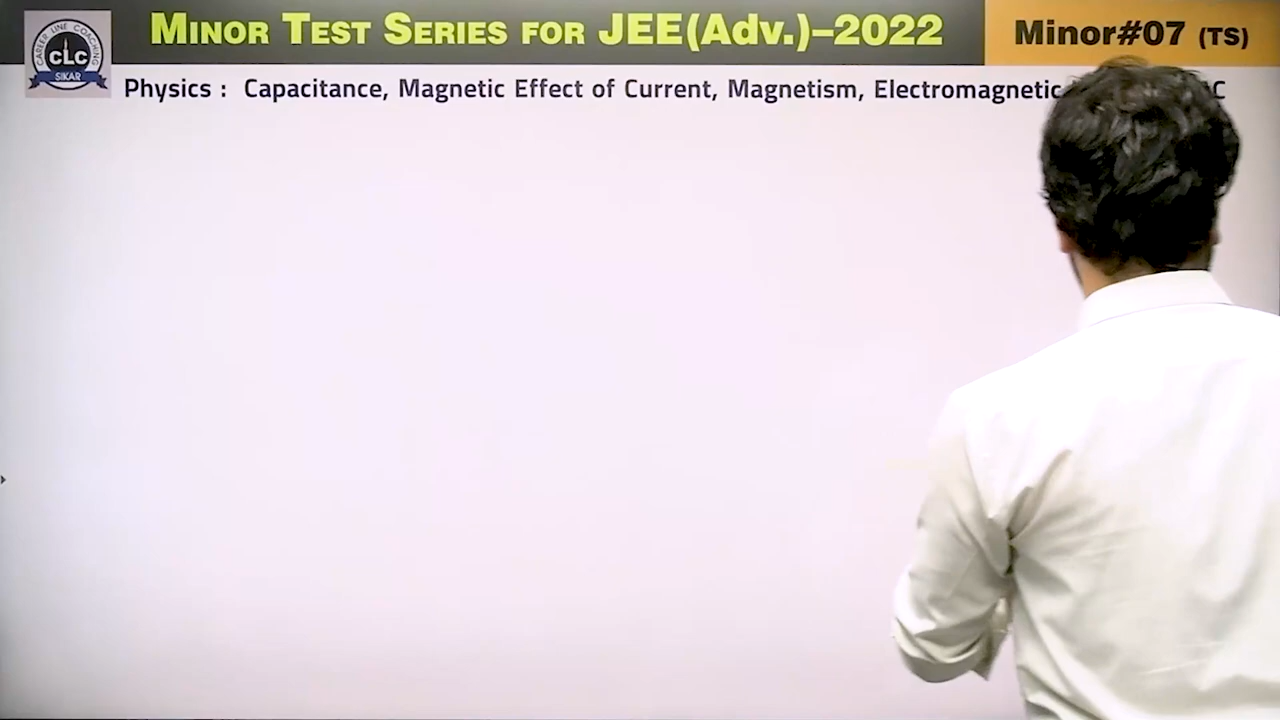 MINOR TEST SERIES FOR JEE(Adv.)–2022
Minor#07 (TS)
CAREER LINE COACHING
CLC
SIKAR
Physics : Capacitance, Magnetic Effect of Current, Magnetism, Electromagnetic